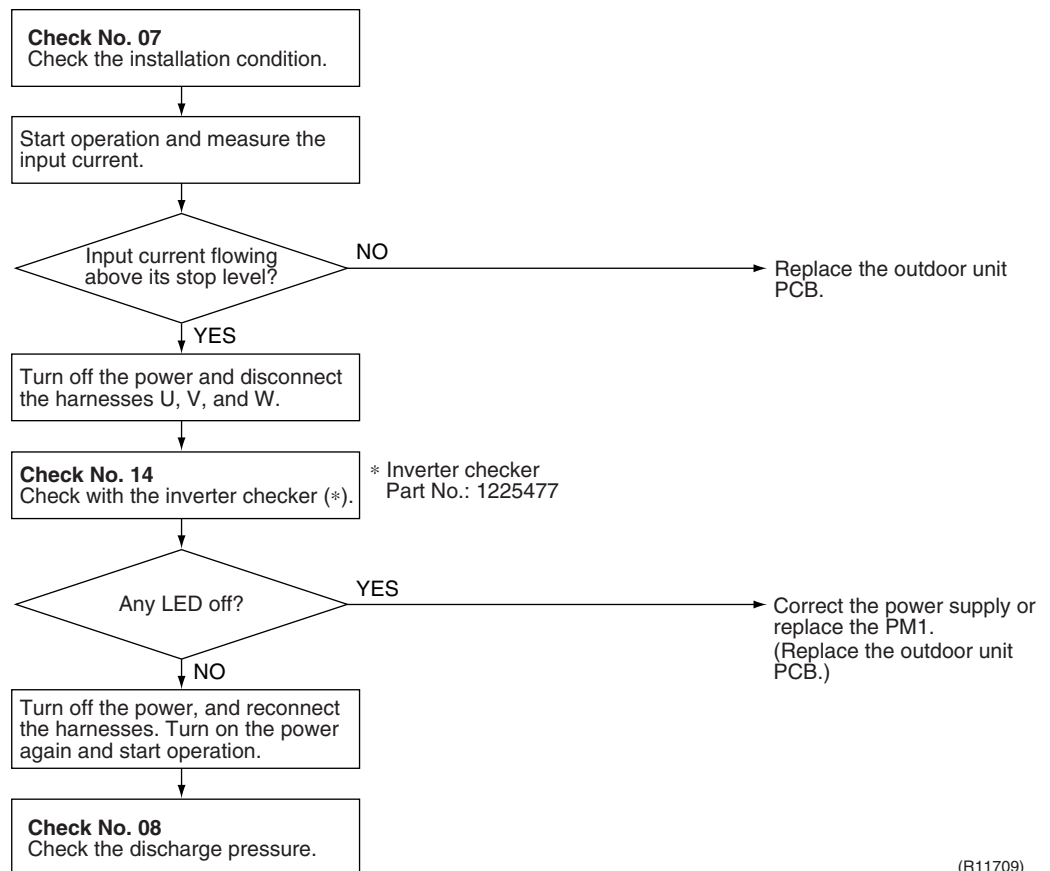 Check No. 07
Check the installation condition.
Start operation and measure the
input current.
Input current flowing
above its stop level?
NO
Replace the outdoor unit
PCB.
YES
Turn off the power and disconnect
the harnesses U, V, and W.
Check No. 14
Check with the inverter checker (*).
* Inverter checker
Part No.: 1225477
Any LED off?
YES
Correct the power supply or
replace the PM1.
(Replace the outdoor unit
PCB.)
NO
Turn off the power, and reconnect
the harnesses. Turn on the power
again and start operation.
Check No. 08
Check the discharge pressure.
(R11709)